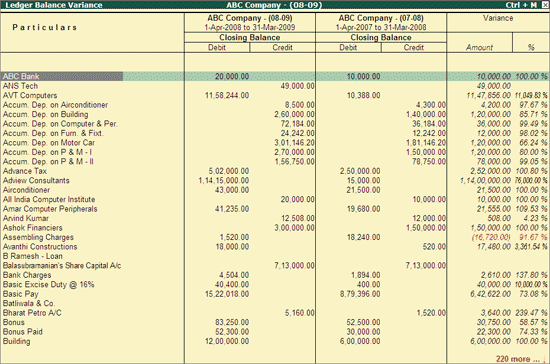 Ledger Balance Variance ABC Company - (08-09) Ctrl + M
Particulars ABC Company - (08-09) ABC Company - (07-08) Variance
1-Apr-2008 to 31-Mar-2009 1-Apr-2007 to 31-Mar-2008
Closing Balance Closing Balance
Debit Credit Debit Credit Amount %
ABC Bank 20,000.00 10,000.00 10,000.00 100.00 %
ANS Tech 49,000.00 49,000.00
AVT Computers 11,58,244.00 10,388.00 11,47,856.00 11,049.83 %
Accum. Dep. on Airconditioner 8,500.00 4,300.00 4,200.00 97.67 %
Accum. Dep. on Building 2,60,000.00 1,40,000.00 1,20,000.00 85.71 %
Accum. Dep. on Computer & Per. 72,184.00 36,184.00 36,000.00 99.49 %
Accum. Dep. on Furn. & Fixt. 24,242.00 12,242.00 12,000.00 98.02 %
Accum. Dep. on Motor Car 3,01,146.20 1,81,146.20 1,20,000.00 66.24 %
Accum. Dep. on P & M - I 2,70,000.00 1,50,000.00 1,20,000.00 80.00 %
Accum. Dep. on P & M - II 1,56,750.00 78,750.00 78,000.00 99.05 %
Advance Tax 5,02,000.00 2,50,000.00 2,52,000.00 100.80 %
Adview Consultants 1,14,15,000.00 15,000.00 1,14,00,000.00 76,000.00 %
Airconditioner 43,000.00 21,500.00 21,500.00 100.00 %
All India Computer Institute 20,000.00 10,000.00 10,000.00 100.00 %
Amar Computer Peripherals 41,235.00 19,680.00 21,555.00 109.53 %
Arvind Kumar 12,508.00 12,000.00 508.00 4.23 %
Ashok Financiers 3,00,000.00 1,50,000.00 1,50,000.00 100.00 %
Assembling Charges 1,520.00 18,240.00 (16,720.00) 91.67 %
Avanthi Constructions 18,000.00 520.00 17,480.00 3,361.54 %
B Ramesh - Loan
Balasubramanian's Share Capital A/c 7,13,000.00 7,13,000.00
Bank Charges 4,504.00 1,894.00 2,610.00 137.80 %
Basic Excise Duty @ 16% 40,400.00 400.00 40,000.00 10,000.00 %
Basic Pay 15,22,018.00 8,79,396.00 6,42,622.00 73.08 %
Batliwala & Co.
Bharat Petro A/C 5,160.00 1,520.00 3,640.00 239.47 %
Bonus 83,250.00 52,500.00 30,750.00 58.57 %
Bonus Paid 52,300.00 30,000.00 22,300.00 74.33 %
Building 12,00,000.00 6,00,000.00 6,00,000.00 100.00 %
220 more ... ↓